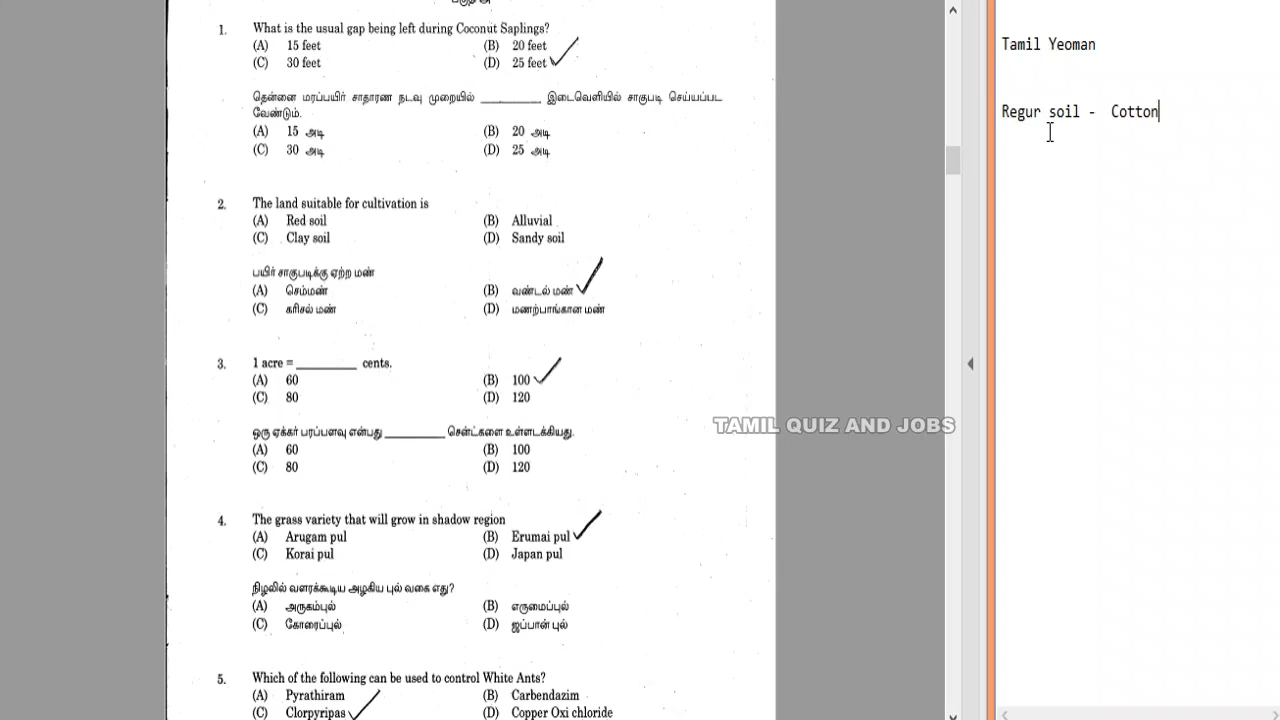 பகுதி அ
1. What is the usual gap being left during Coconut Saplings?
(A) 15 feet (B) 20 feet
(C) 30 feet (D) 25 feet
தென்னை மரப்பயிர் சாதாரண நடவு முறையில் __________ இடைவெளியில் சாகுபடி செய்யப்பட
வேண்டும்.
(A) 15 அடி (B) 20 அடி
(C) 30 அடி (D) 25 அடி
2. The land suitable for cultivation is
(A) Red soil (B) Alluvial
(C) Clay soil (D) Sandy soil
பயிர் சாகுபடிக்கு ஏற்ற மண்
(A) செம்மண் (B) வண்டல் மண்
(C) கரிசல் மண் (D) மணற்பாங்கான மண்
3. 1 acre = __________ cents.
(A) 60 (B) 100
(C) 80 (D) 120
ஒரு ஏக்கர் பரப்பளவு என்பது __________ சென்ட்களை உள்ளடக்கியது.
(A) 60 (B) 100
(C) 80 (D) 120
4. The grass variety that will grow in shadow region
(A) Arugam pul (B) Erumai pul
(C) Korai pul (D) Japan pul
நிழலில் வளரக்கூடிய அழகிய புல் வகை எது?
(A) அருகம்புல் (B) எருமைப்புல்
(C) கோரைப்புல் (D) ஜப்பான் புல்
5. Which of the following can be used to control White Ants?
(A) Pyrathiram (B) Carbendazim
(C) Clorpyripas (D) Copper Oxi chloride
Tamil Yeoman
Regur soil - Cotton
TAMIL QUIZ AND JOBS